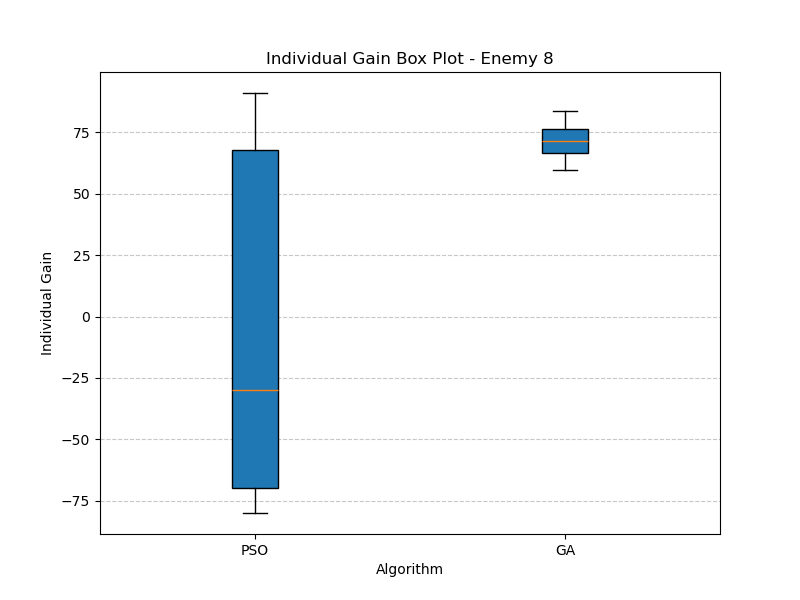 Individual Gain Box Plot - Enemy 8
Individual Gain
75
50
25
0
−25
−50
−75
PSO
GA
Algorithm